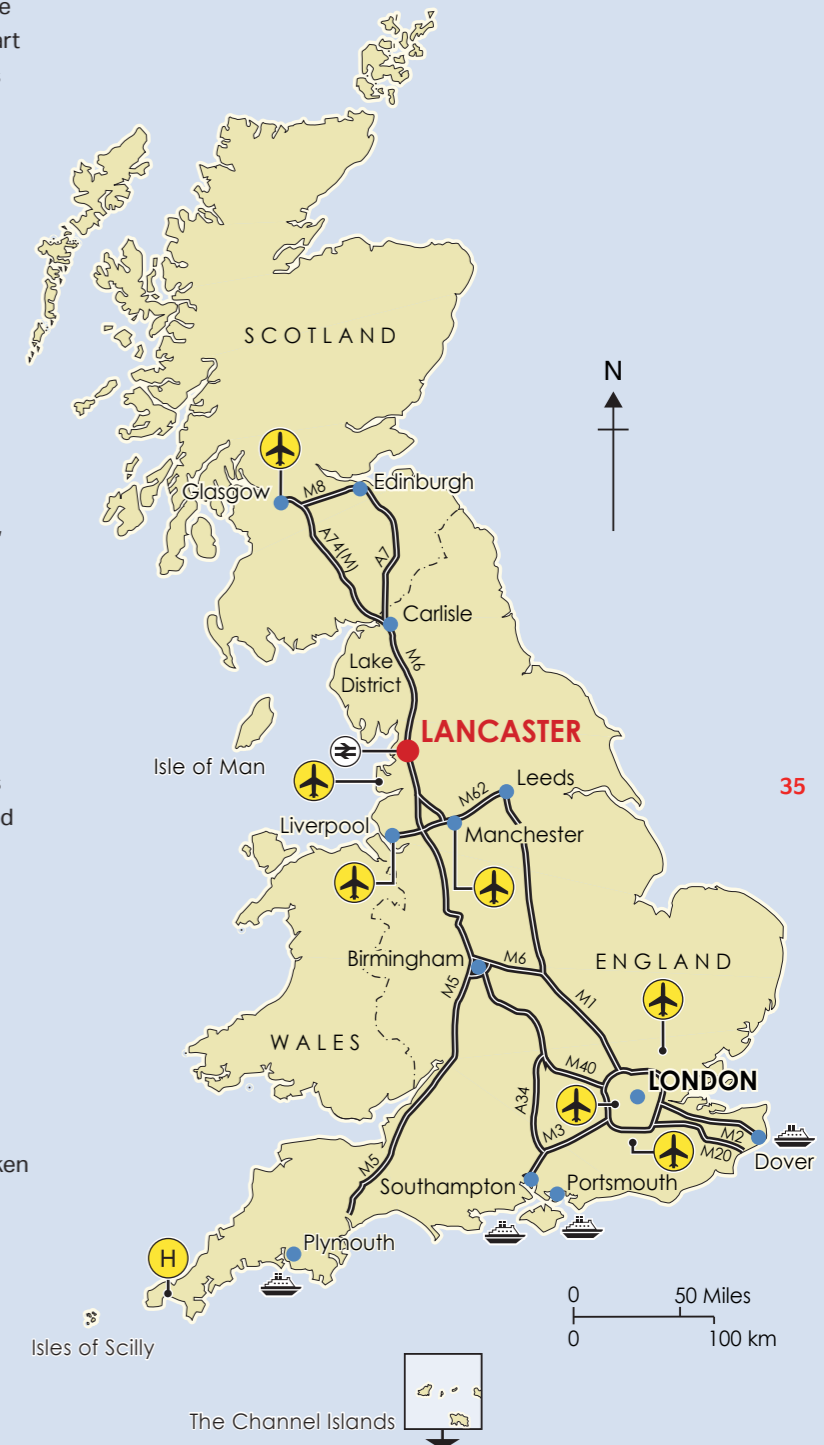 SCOTLAND
N
Glasgow
M8
Edinburgh
A74(M)
A7
Carlisle
M6
Lake
District
LANCASTER
Isle of Man
35
Leeds
M62
Liverpool
Manchester
Birmingham
M6
ENGLAND
M5
M1
WALES
M40
LONDON
A34
M3
M2
M20
Dover
M5
Southampton
Portsmouth
H
Plymouth
0
50 Miles
0
100 km
Isles of Scilly
The Channel Islands